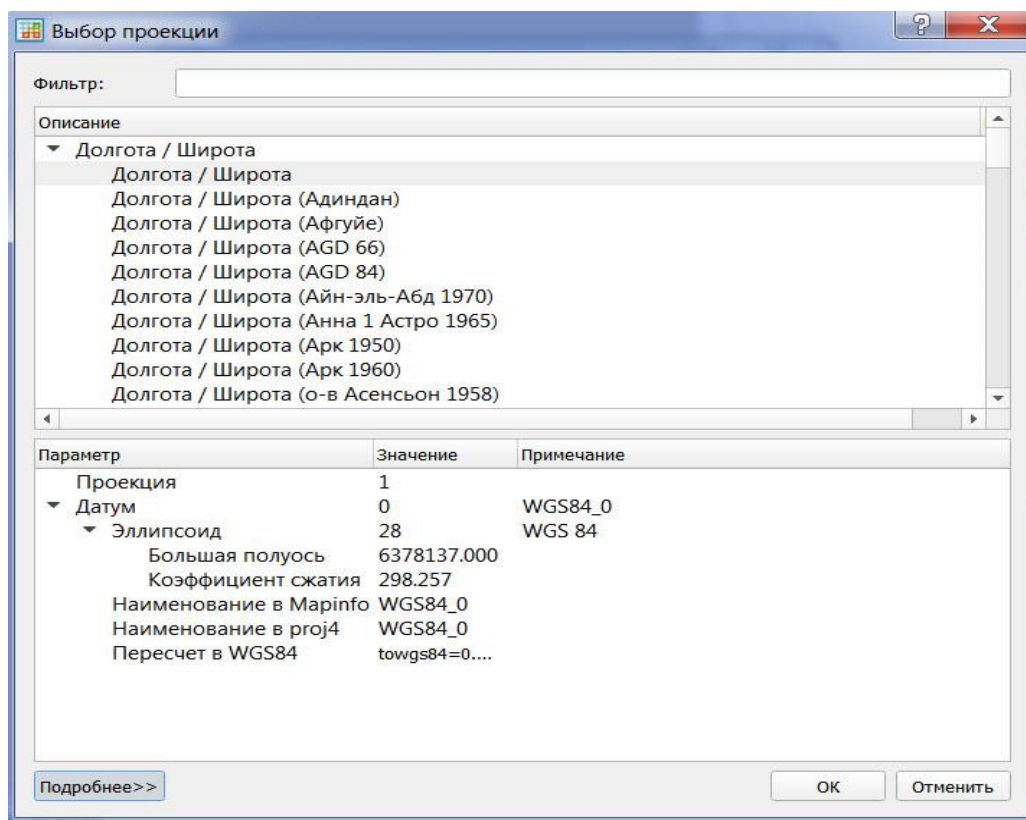 Выбор проекции
Фильтр:
Описание
Долгота / Широта
Долгота / Широта
Долгота / Широта (Адиндан)
Долгота / Широта (Афгуйе)
Долгота / Широта (AGD 66)
Долгота / Широта (AGD 84)
Долгота / Широта (Айн-эль-Абд 1970)
Долгота / Широта (Анна 1 Астро 1965)
Долгота / Широта (Арк 1950)
Долгота / Широта (Арк 1960)
Долгота / Широта (о-в Асенсьон 1958)
Параметр Значение Примечание
Проекция 1
Датум 0 WGS84_0
Эллипсоид 28 WGS 84
Большая полуось 6378137.000
Коэффициент сжатия 298.257
Наименование в Mapinfo WGS84_0
Наименование в proj4 WGS84_0
Пересчет в WGS84 towgs84=0....
Подробнее>> OK Отменить